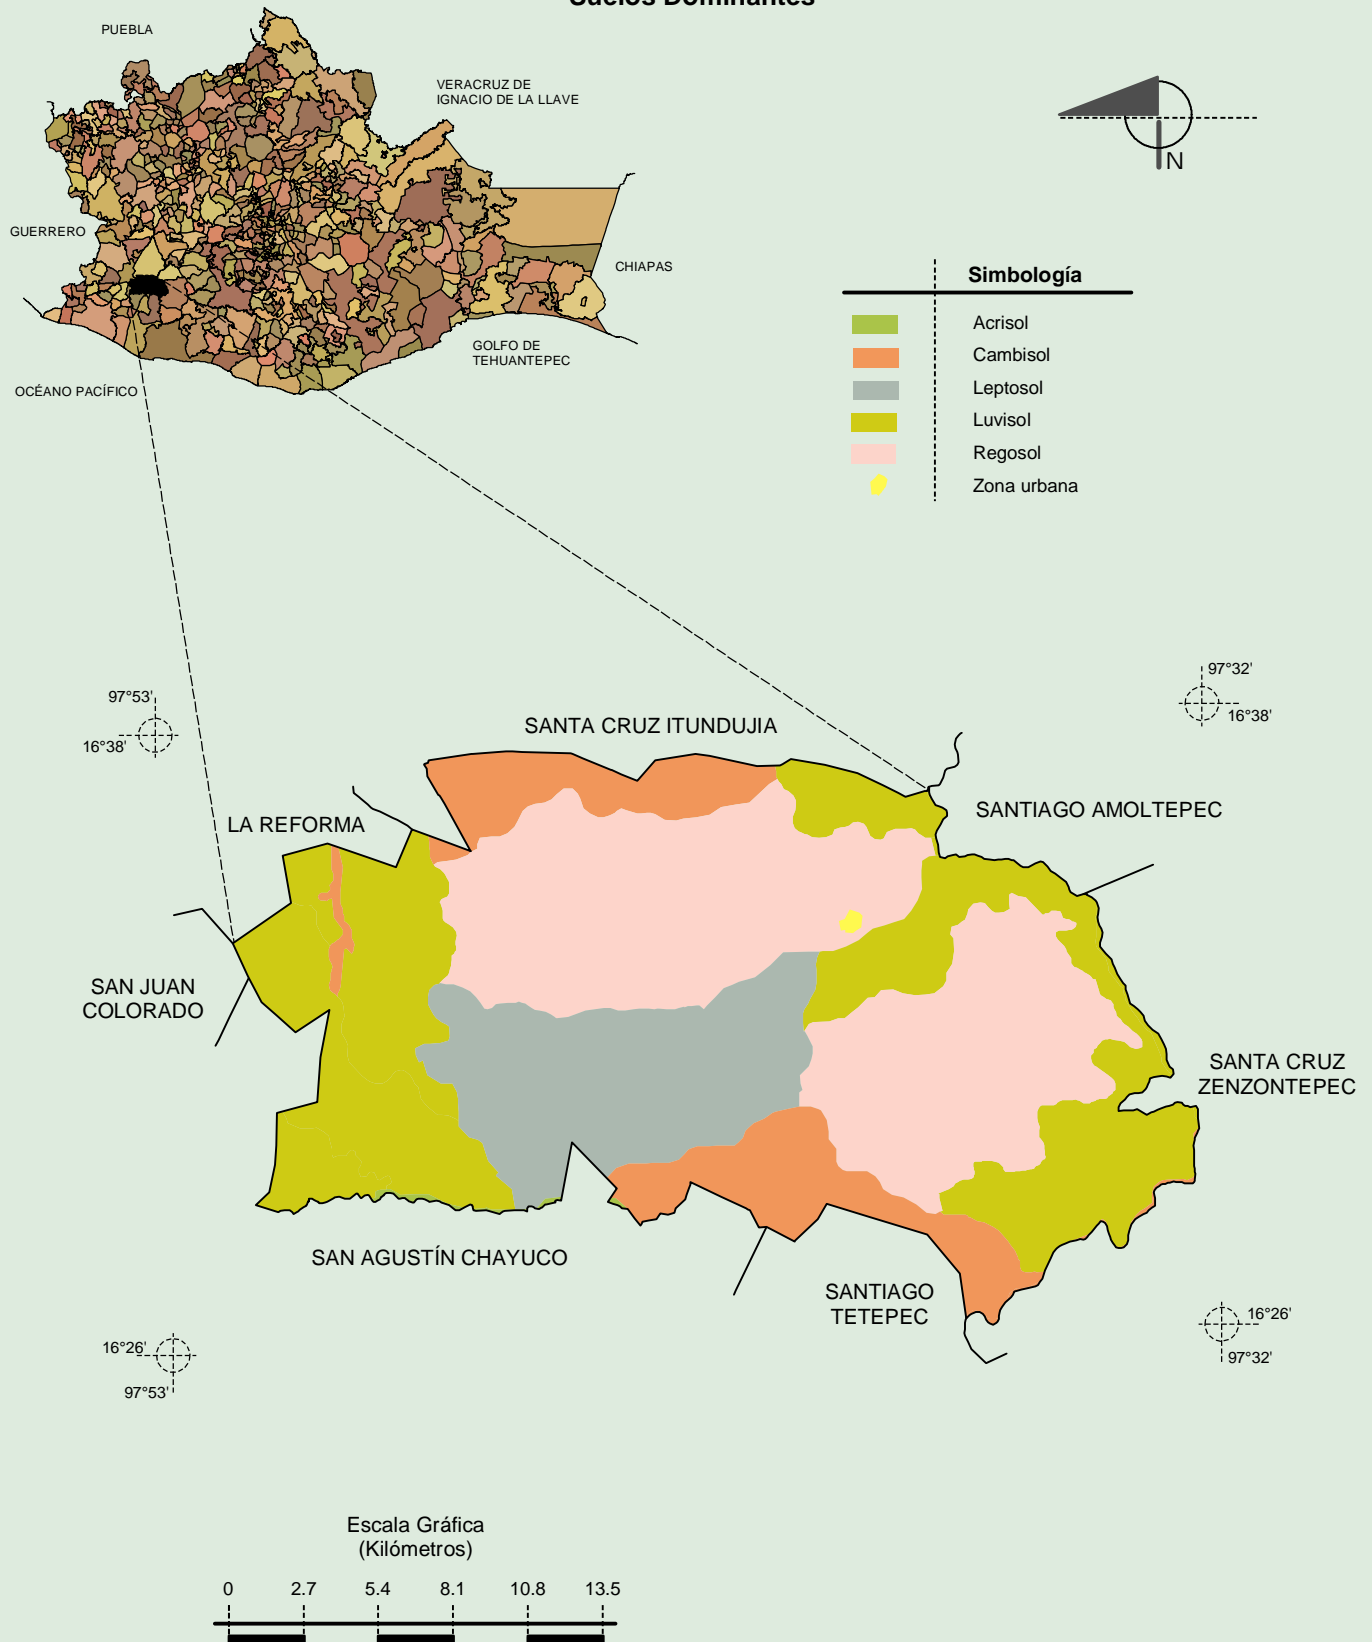 Suelos Dominantes
PUEBLA
VERACRUZ DE
IGNACIO DE LA LLAVE
N
GUERRERO
CHIAPAS
GOLFO DE
TEHUANTEPEC
OCÉANO PACÍFICO
Simbología
Acrisol
Cambisol
Leptosol
Luvisol
Regosol
Zona urbana
97°53'
16°38'
97°32'
16°38'
SANTA CRUZ ITUNDUJIA
SANTIAGO AMOLTEPEC
LA REFORMA
SAN JUAN
COLORADO
SANTA CRUZ
ZENZONTEPEC
SAN AGUSTÍN CHAYUCO
SANTIAGO
TETEPEC
16°26'
97°53'
16°26'
97°32'
Escala Gráfica
(Kilómetros)
0 2.7 5.4 8.1 10.8 13.5